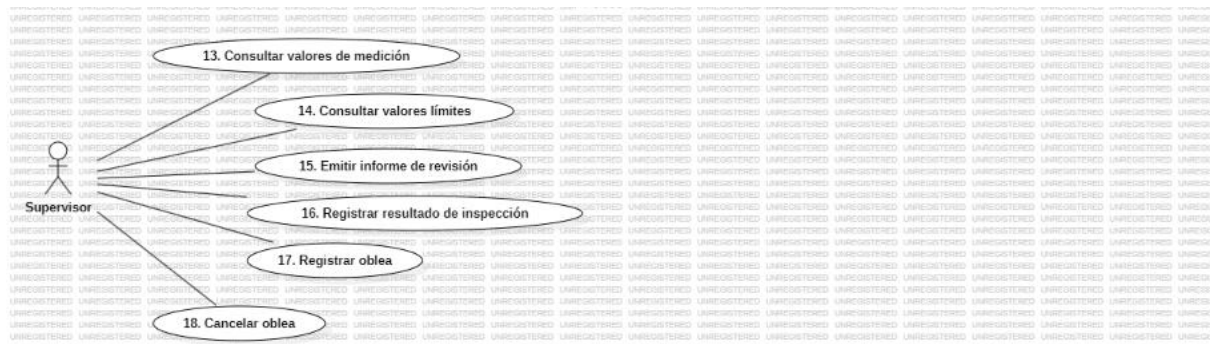 13. Consultar valores de medición
14. Consultar valores límites
15. Emitir informe de revisión
Supervisor
16. Registrar resultado de inspección
17. Registrar oblea
18. Cancelar oblea
UNREGISTERED